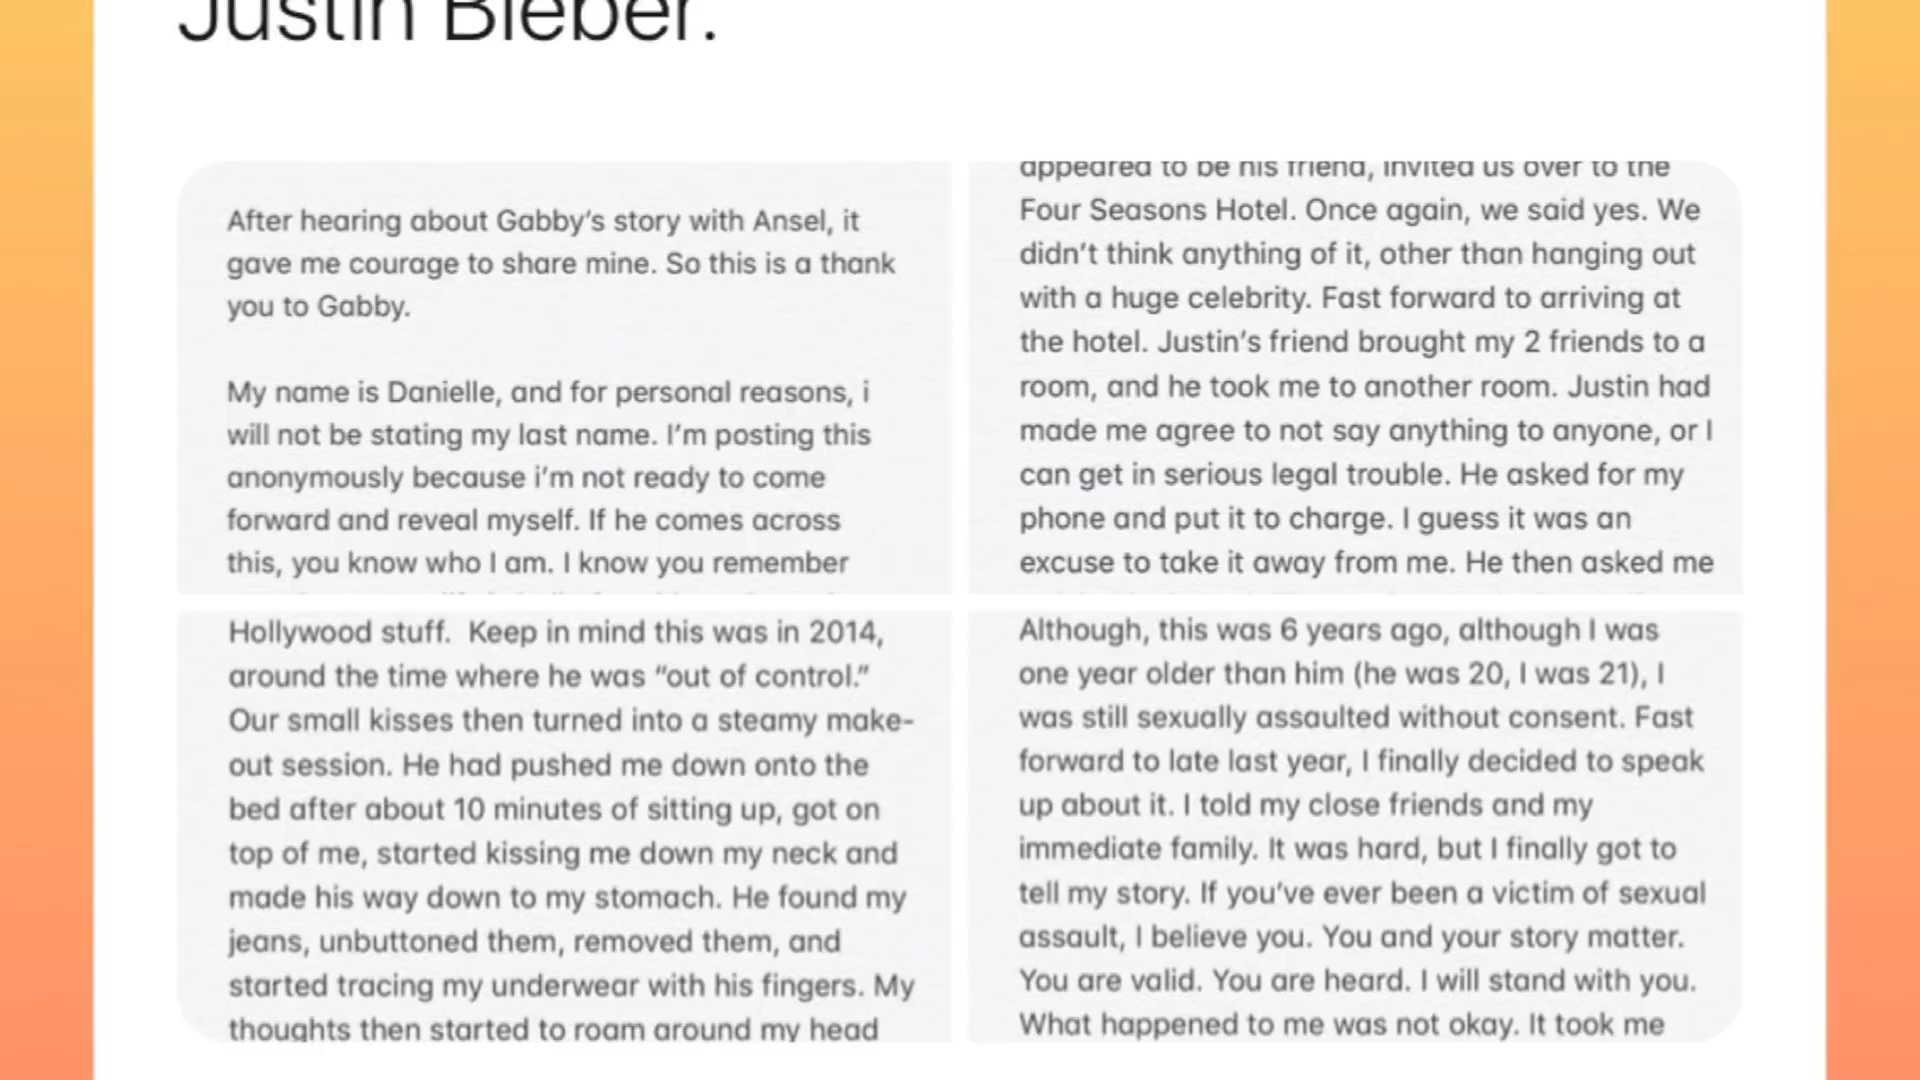 Justin Bieber.
After hearing about Gabby's story with Ansel, it
gave me courage to share mine. So this is a thank
you to Gabby.
My name is Danielle, and for personal reasons, i
will not be stating my last name. I'm posting this
anonymously because i'm not ready to come
forward and reveal myself. If he comes across
this, you know who I am. I know you remember
appeared to be his friend, invited us over to the
Four Seasons Hotel. Once again, we said yes. We
didn't think anything of it, other than hanging out
with a huge celebrity. Fast forward to arriving at
the hotel. Justin's friend brought my 2 friends to a
room, and he took me to another room. Justin had
made me agree to not say anything to anyone, or I
can get in serious legal trouble. He asked for my
phone and put it to charge. I guess it was an
excuse to take it away from me. He then asked me
Hollywood stuff.  Keep in mind this was in 2014,
around the time where he was "out of control."
Our small kisses then turned into a steamy make-
out session. He had pushed me down onto the
bed after about 10 minutes of sitting up, got on
top of me, started kissing me down my neck and
made his way down to my stomach. He found my
jeans, unbuttoned them, removed them, and
started tracing my underwear with his fingers. My
thoughts then started to roam around my head
Although, this was 6 years ago, although I was
one year older than him (he was 20, I was 21), I
was still sexually assaulted without consent. Fast
forward to late last year, I finally decided to speak
up about it. I told my close friends and my
immediate family. It was hard, but I finally got to
tell my story. If you've ever been a victim of sexual
assault, I believe you. You and your story matter.
You are valid. You are heard. I will stand with you.
What happened to me was not okay. It took me